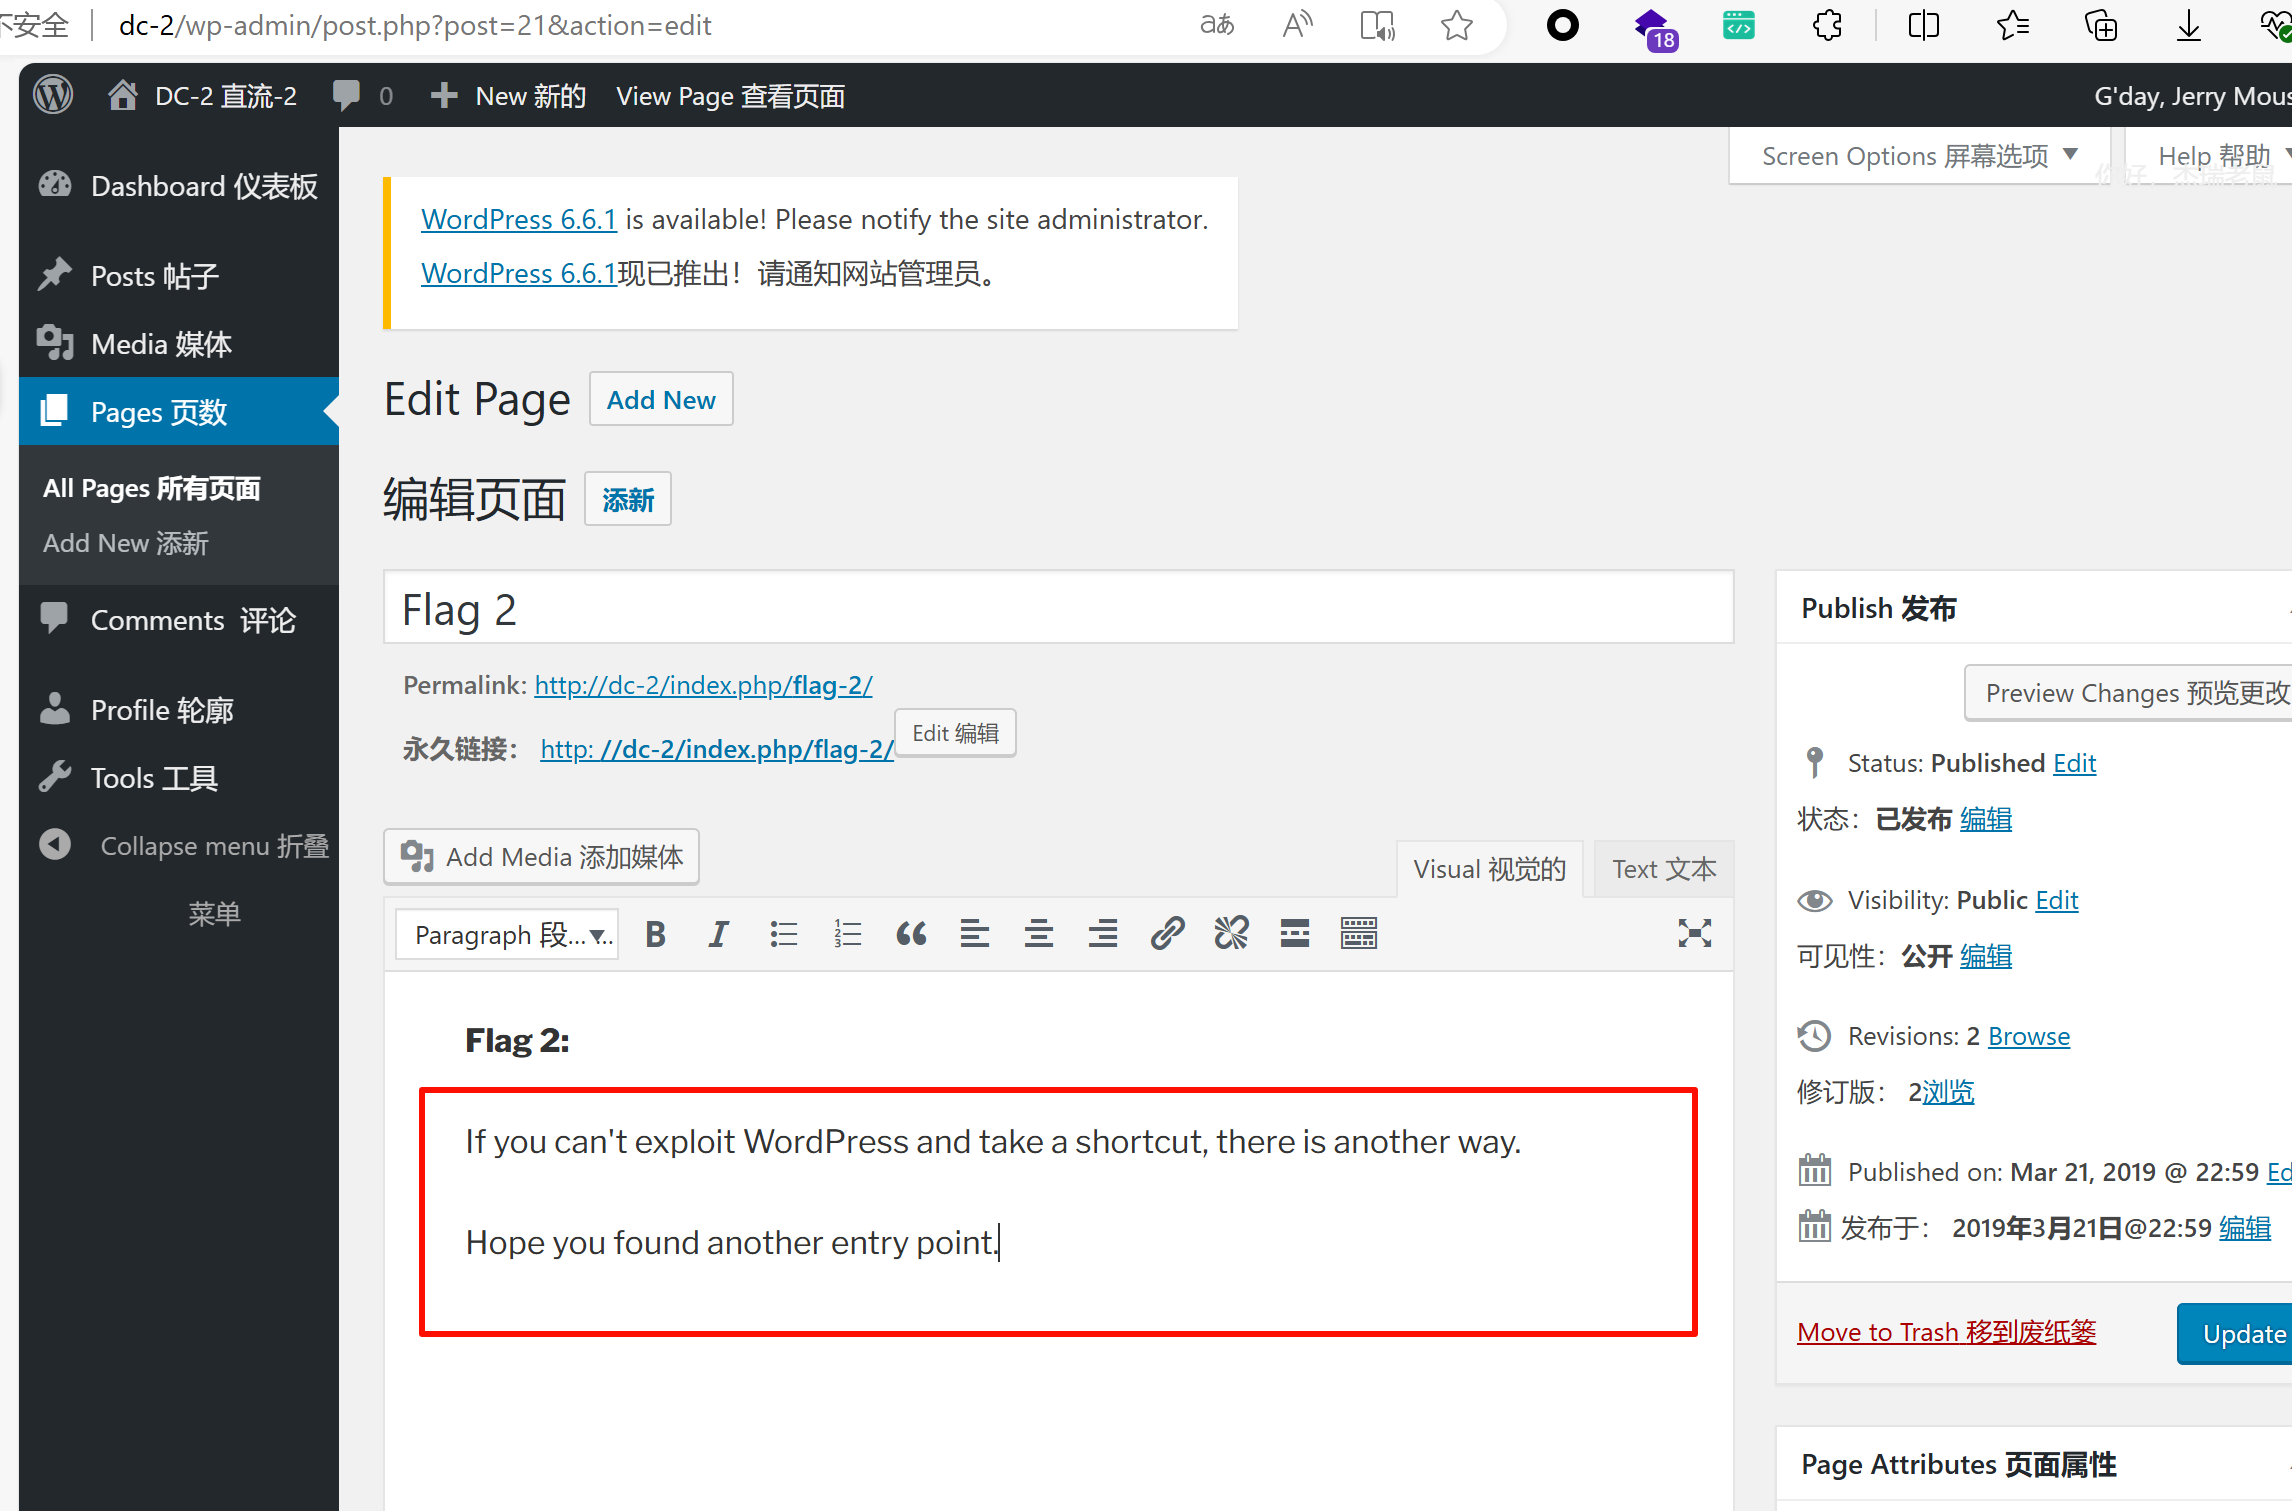 不安全 dc-2/wp-admin/post.php?post=21&action=edit
18
DC-2 直流-2 0 New 新的 View Page 查看页面 G'day, Jerry Mous
Screen Options 屏幕选项 Help 帮助
你好，杰瑞老鼠
Dashboard 仪表板
Posts 帖子
Media 媒体
Pages 页数
All Pages 所有页面
Add New 添新
Comments 评论
Profile 轮廓
Tools 工具
Collapse menu 折叠
菜单
WordPress 6.6.1 is available! Please notify the site administrator.
WordPress 6.6.1现已推出！请通知网站管理员。
Edit Page Add New
编辑页面 添新
Flag 2
Permalink: http://dc-2/index.php/flag-2/
永久链接： http: //dc-2/index.php/flag-2/ Edit 编辑
Add Media 添加媒体
Visual 视觉的 Text 文本
Paragraph 段...
Flag 2:
If you can't exploit WordPress and take a shortcut, there is another way.
Hope you found another entry point.
Publish 发布
Preview Changes 预览更改
Status: Published Edit
状态：已发布 编辑
Visibility: Public Edit
可见性：公开 编辑
Revisions: 2 Browse
修订版： 2浏览
Published on: Mar 21, 2019 @ 22:59 Ed
发布于： 2019年3月21日@22:59 编辑
Move to Trash 移到废纸篓 Update
Page Attributes 页面属性